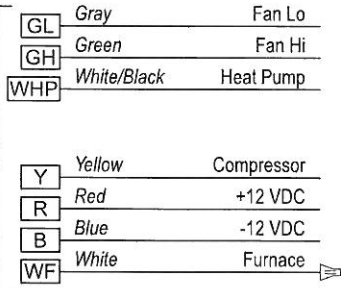 GL Gray Fan Lo
GH Green Fan Hi
WHP White/Black Heat Pump
Y Yellow Compressor
R Red +12 VDC
B Blue -12 VDC
WF White Furnace